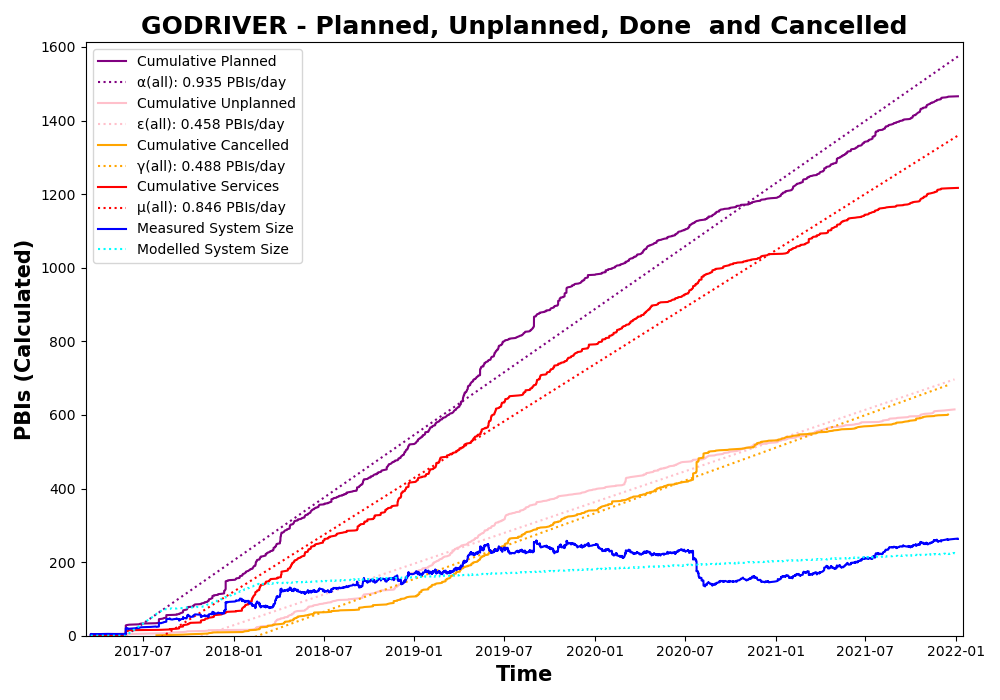 GODRIVER - Planned, Unplanned, Done  and Cancelled
1600
1400
1200
1000
800
600
400
200
0
PBIs (Calculated)
Cumulative Planned
α(all): 0.935 PBIs/day
Cumulative Unplanned
ε(all): 0.458 PBIs/day
Cumulative Cancelled
γ(all): 0.488 PBIs/day
Cumulative Services
μ(all): 0.846 PBIs/day
Measured System Size
Modelled System Size
2017-07 2018-01 2018-07 2019-01 2019-07 2020-01 2020-07 2021-01 2021-07 2022-01
Time